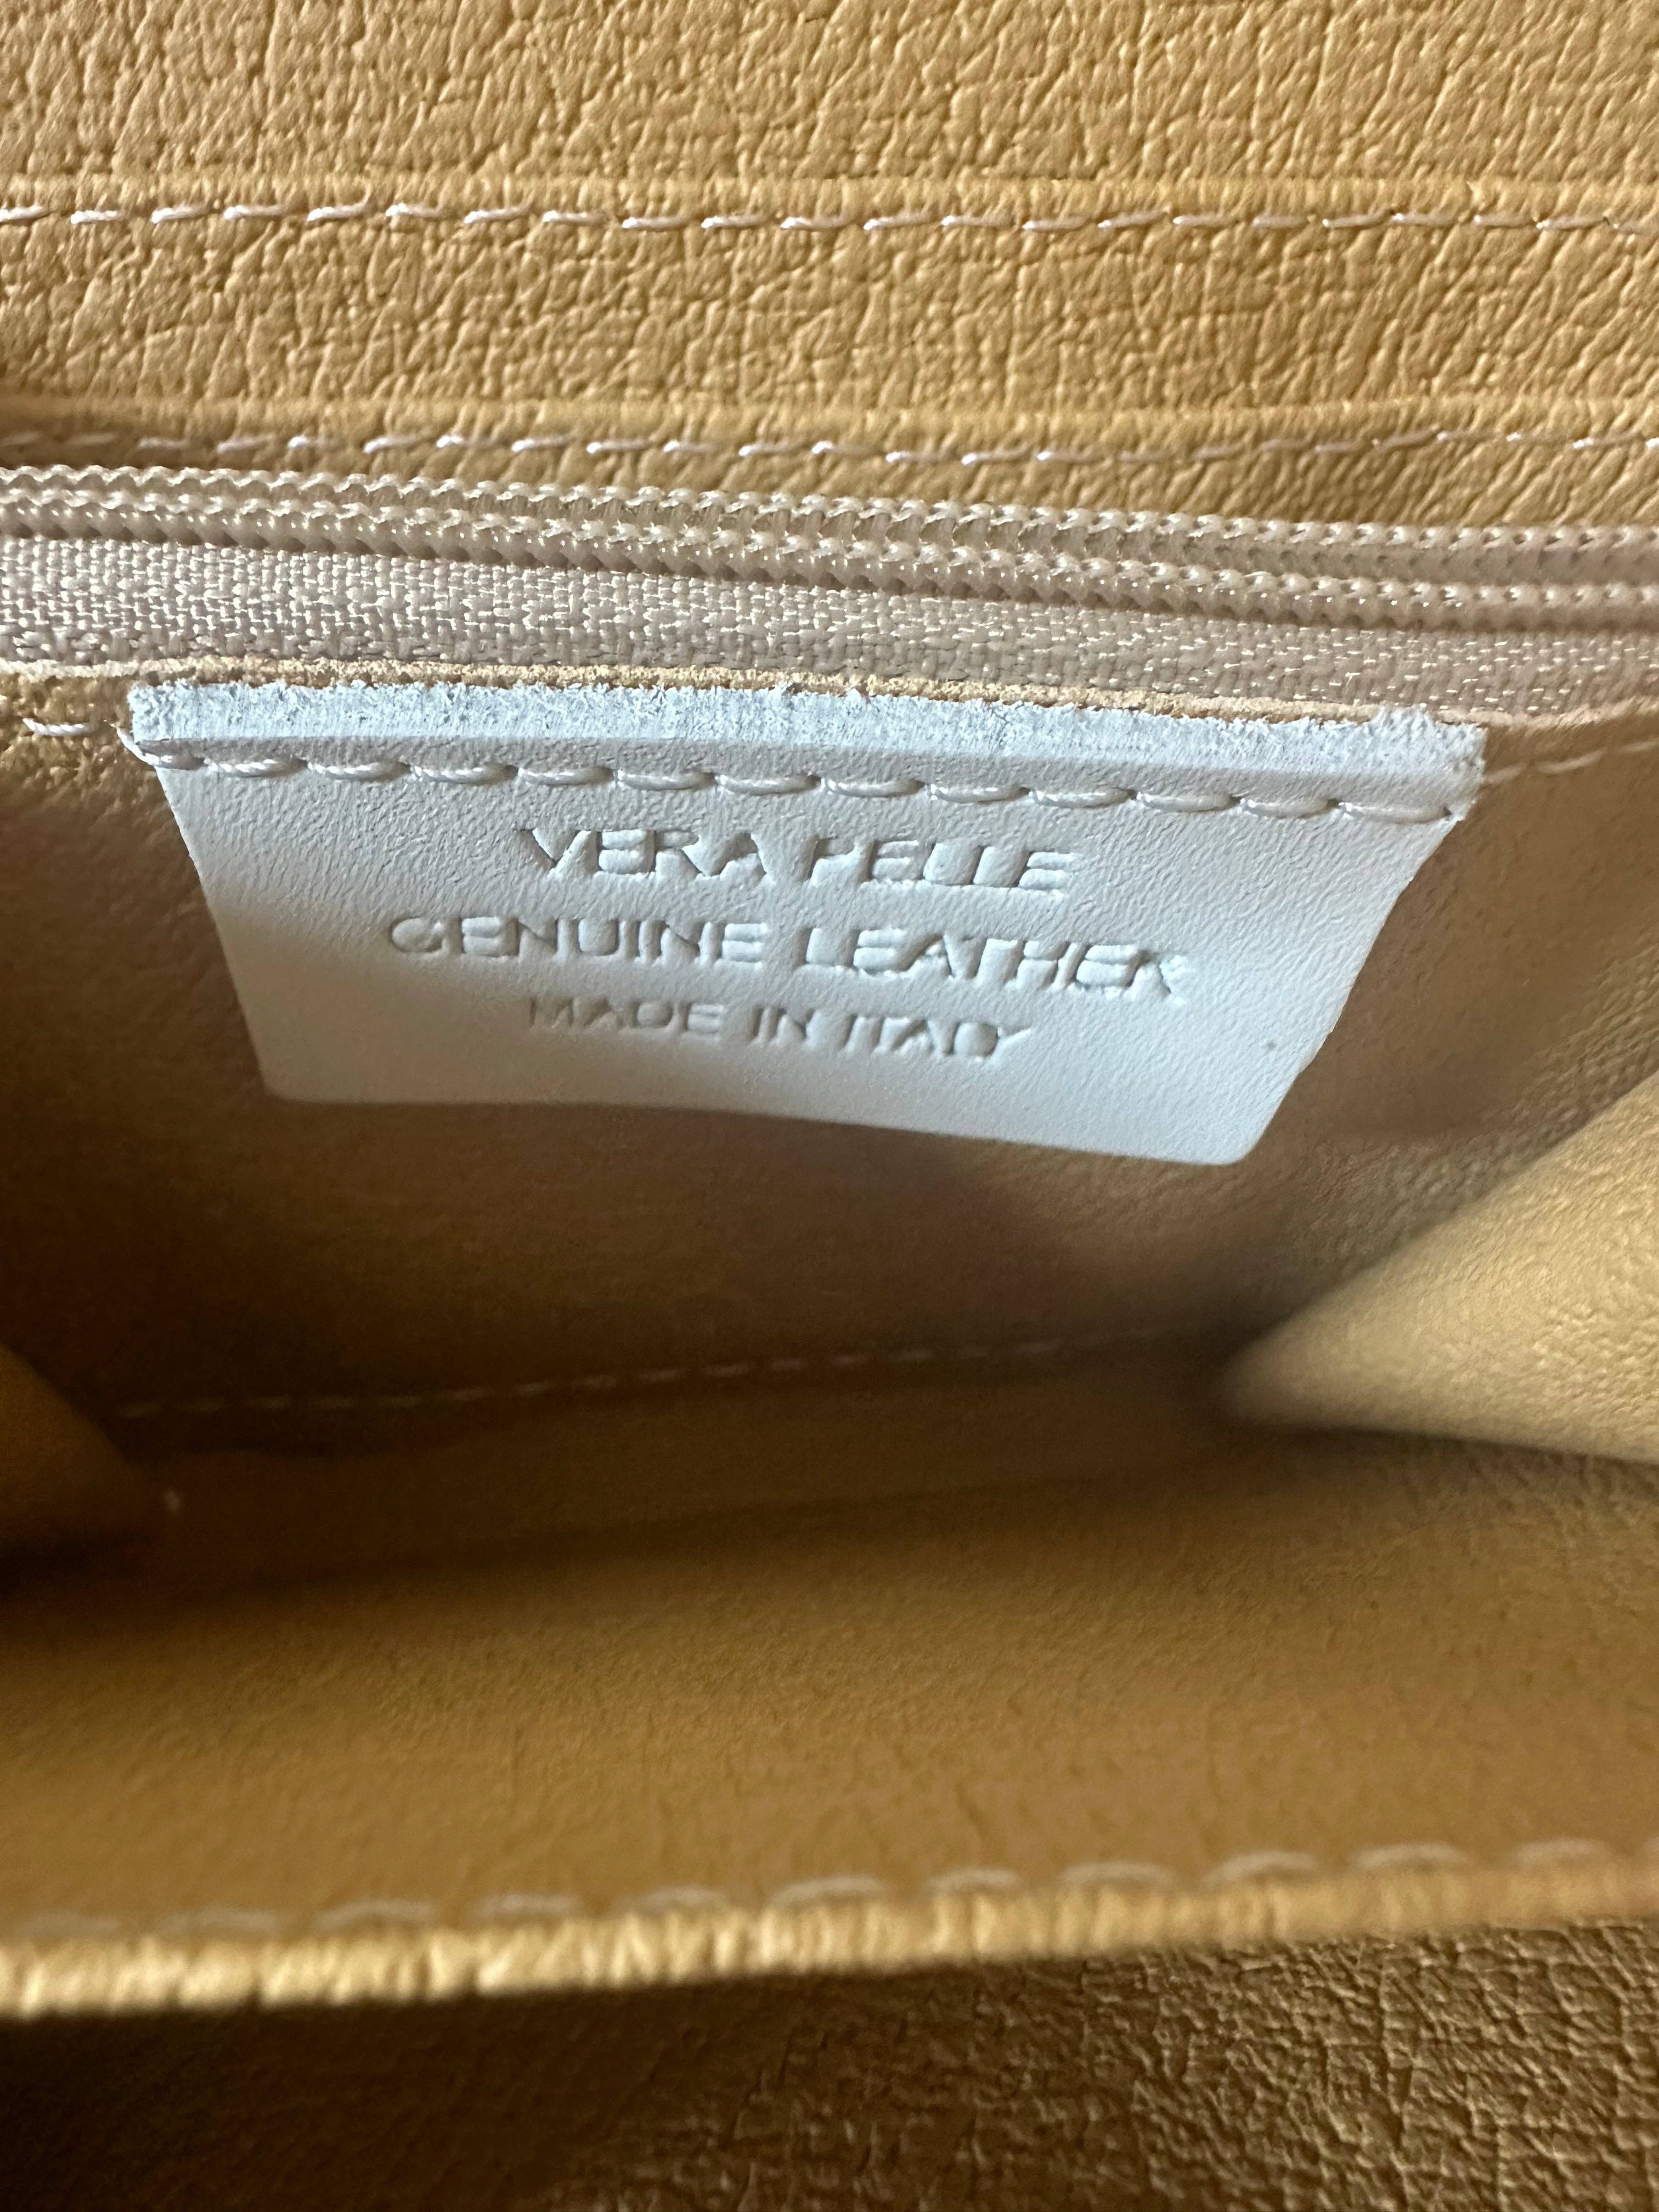 VERA PELLE
GENUINE LEATHER
MADE IN ITALY